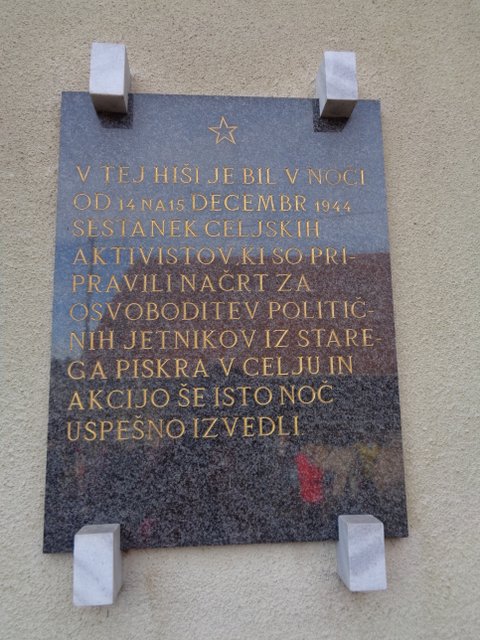 V TEJ HIŠI JE BIL V NOČI
OD 14 NA 15 DECEMBR 1944
SESTANEK CELJSKIH
AKTIVISTOV, KI SO PRI-
PRAVILI NAČRT ZA
OSVOBODITEV POLITIČ-
NIH JETNIKOV IZ STARE-
GA PISKRA V CELJU IN
AKCIJO ŠE ISTO NOČ
USPEŠNO IZVEDLI